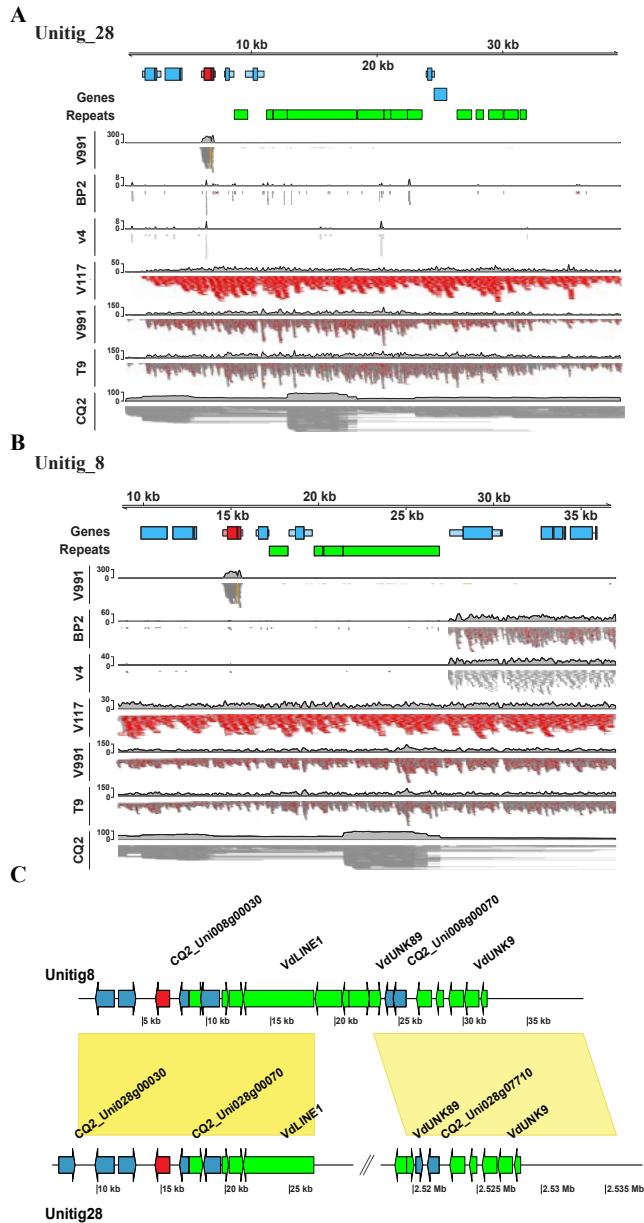 A
Unitig_28
10 kb
30 kb
20 kb
Genes
Repeats
300
0
V991
8
0
BP2
8
0
v4
50
0
V117
150
0
V991
150
0
T9
100
0
CQ2
B
Unitig_8
10 kb
20 kb
30 kb
15 kb
25 kb
35 kb
Genes
Repeats
300
0
V991
60
0
BP2
40
0
v4
30
0
V117
150
0
V991
150
0
T9
100
0
CQ2
C
CQ2_Uni008g00030
VdLINE1
VdUNK89
CQ2_Uni008g00070
VdUNK9
Unitig8
5 kb
10 kb
15 kb
20 kb
25 kb
30 kb
35 kb
CQ2_Uni028g00030
CQ2_Uni028g00070
VdLINE1
VdUNK89
CQ2_Uni028g07710
VdUNK9
10 kb
15 kb
20 kb
25 kb
2.52 Mb
2.525 Mb
2.53 Mb
2.535 Mb
Unitig28